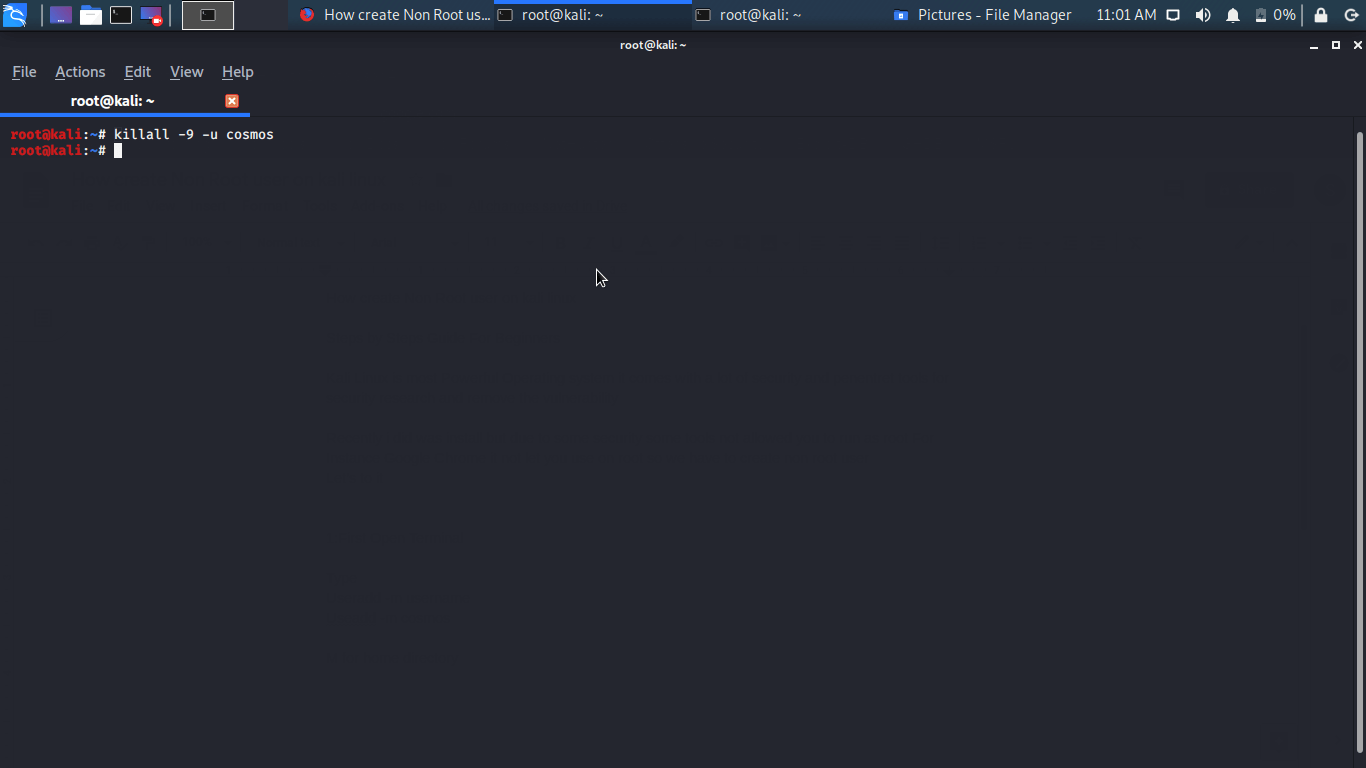 How create Non Root us... root@kali: ~ root@kali: ~ Pictures - File Manager 11:01 AM 0%
root@kali: ~
File Actions Edit View Help
root@kali: ~
root@kali:~# killall -9 -u cosmos
root@kali:~#